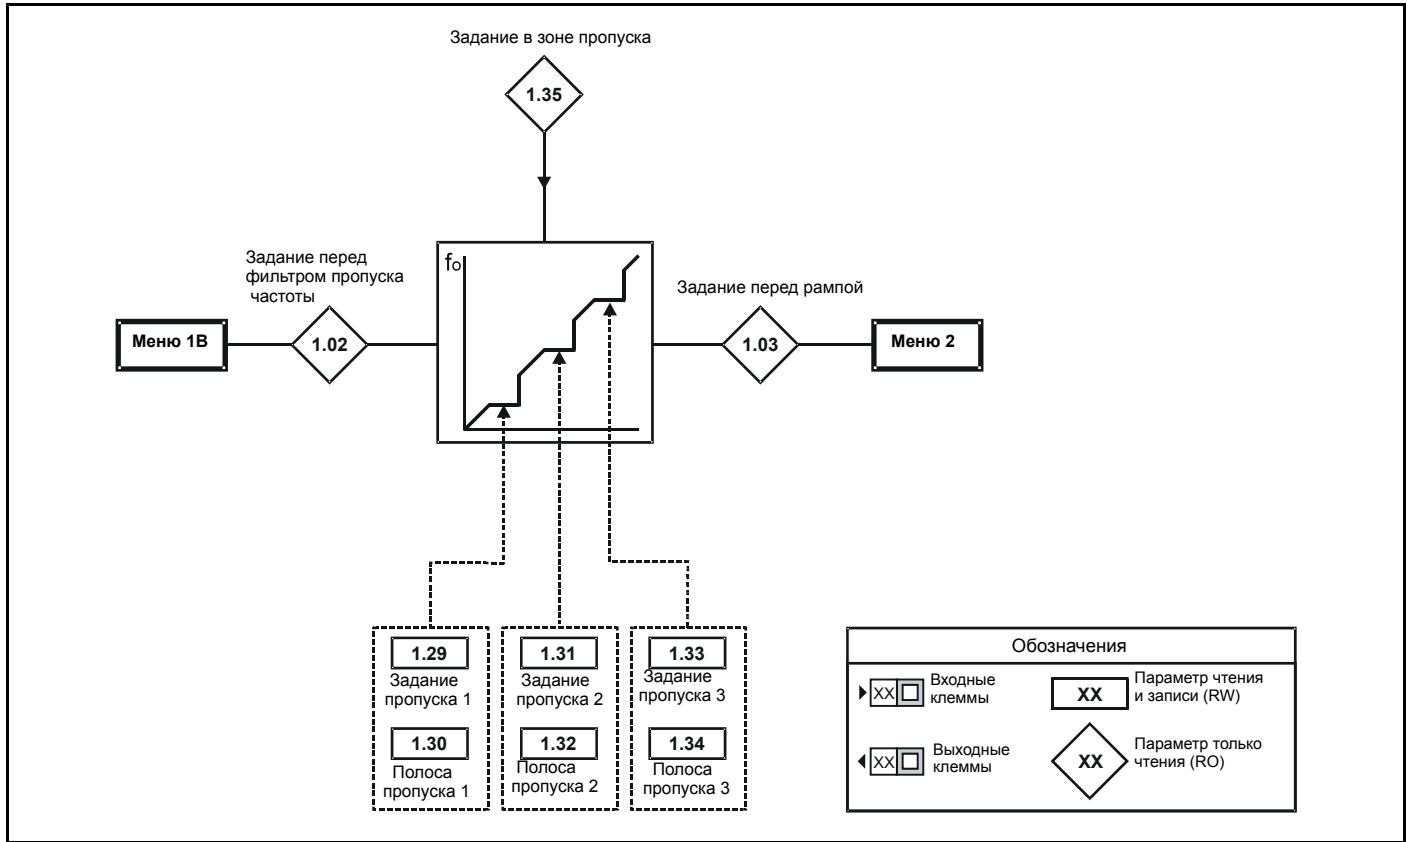 Задание в зоне пропуска
1.35
Задание перед
фильтром пропуска
частоты
fo
Задание перед рампой
Меню 1В
1.02
1.03
Меню 2
1.29
Задание
пропуска 1
1.30
Полоса
пропуска 1
1.31
Задание
пропуска 2
1.32
Полоса
пропуска 2
1.33
Задание
пропуска 3
1.34
Полоса
пропуска 3
Обозначения
XX
Входные
клеммы
XX
Параметр чтения
и записи (RW)
XX
Выходные
клеммы
XX
Параметр только
чтения (RO)